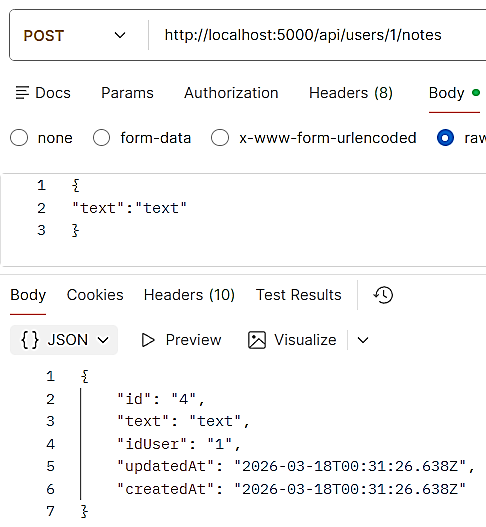 POST http://localhost:5000/api/users/1/notes
Docs Params Authorization Headers (8) Body
none form-data x-www-form-urlencoded raw
1 {
2 "text":"text"
3 }
Body Cookies Headers (10) Test Results
{} JSON Preview Visualize
1 {
2 "id": "4",
3 "text": "text",
4 "idUser": "1",
5 "updatedAt": "2026-03-18T00:31:26.638Z",
6 "createdAt": "2026-03-18T00:31:26.638Z"
7 }